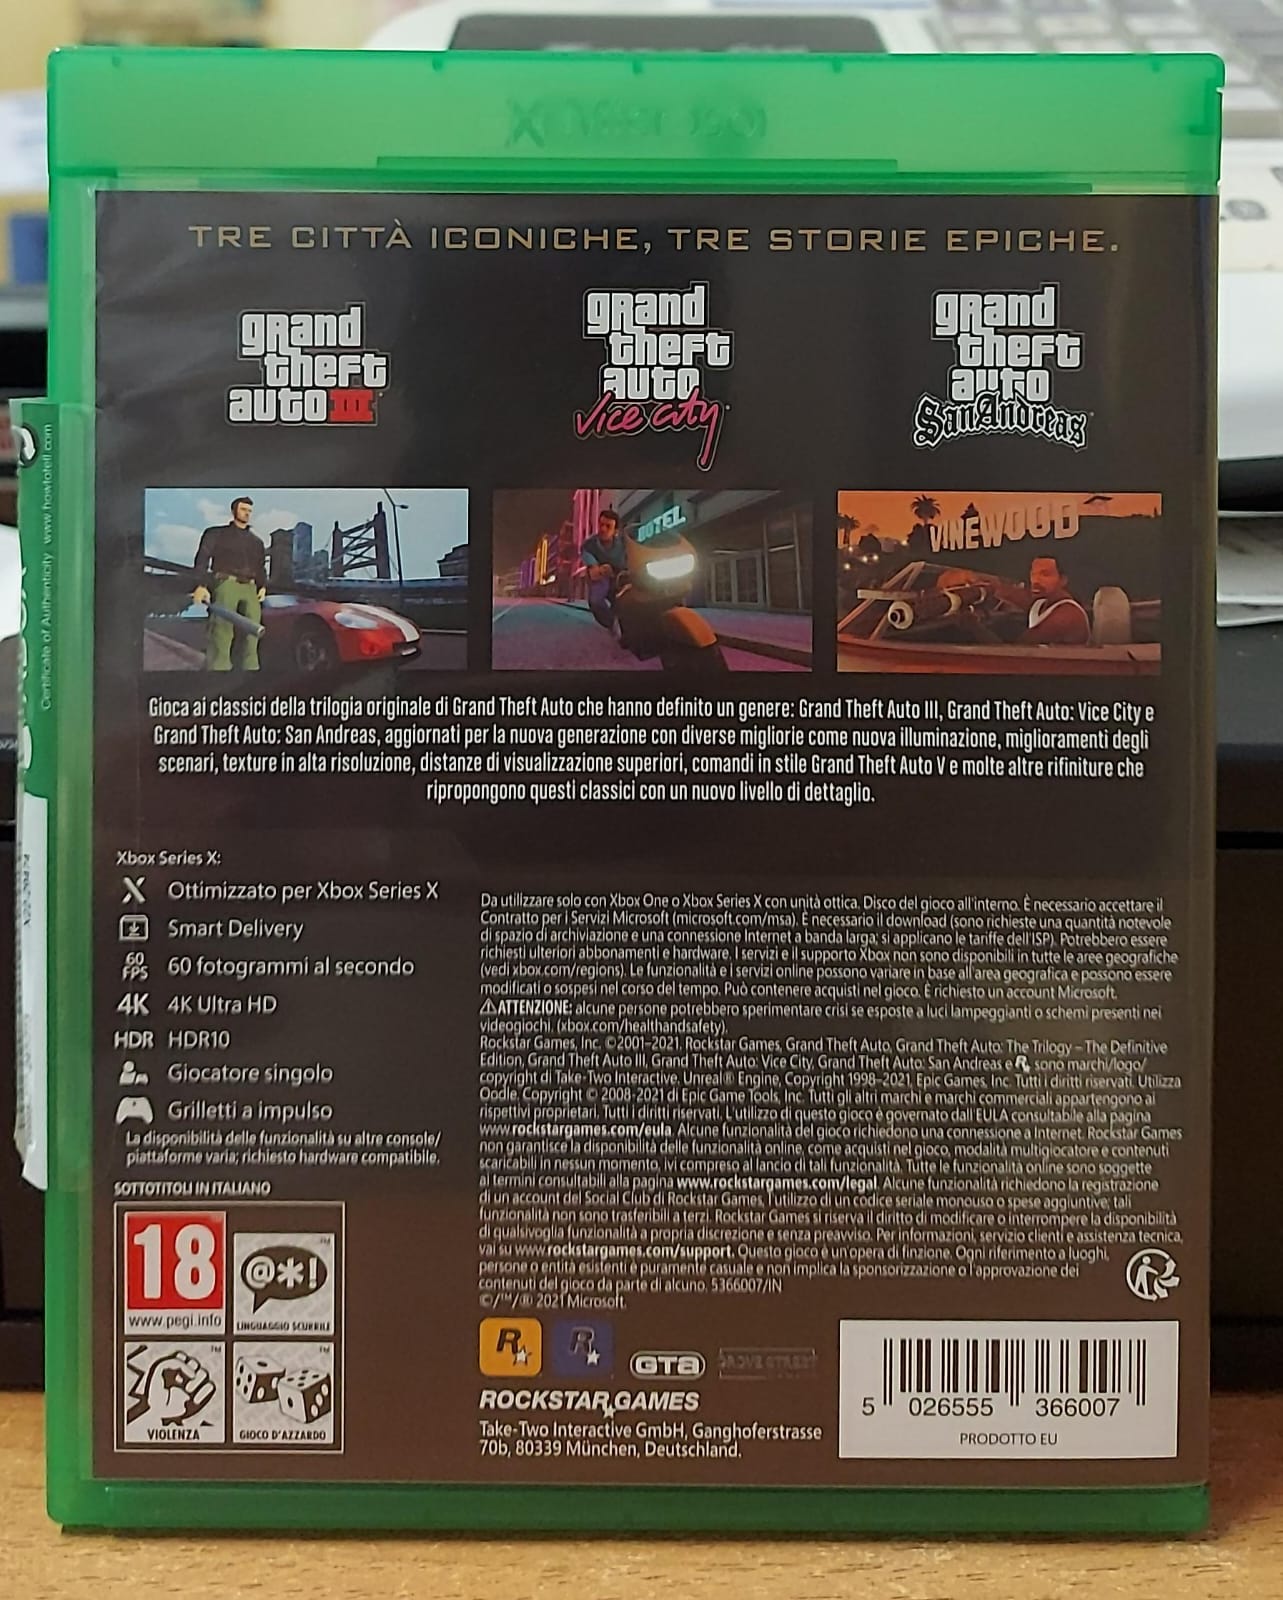 TRE CITTÀ ICONICHE, TRE STORIE EPICHE.
grand
theft
auto III
grand
theft
auto
Vice City
grand
theft
auto
San Andreas
HOTEL
VINEWOOD
Certificate of Authenticity www.howtotell.com
Gioca ai classici della trilogia originale di Grand Theft Auto che hanno definito un genere: Grand Theft Auto III, Grand Theft Auto: Vice City e
Grand Theft Auto: San Andreas, aggiornati per la nuova generazione con diverse migliorie come nuova illuminazione, miglioramenti degli
scenari, texture in alta risoluzione, distanze di visualizzazione superiori, comandi in stile Grand Theft Auto V e molte altre rifiniture che
ripropongono questi classici con un nuovo livello di dettaglio.
Xbox Series X:
X Ottimizzato per Xbox Series X
Smart Delivery
60 FPS 60 fotogrammi al secondo
4K 4K Ultra HD
HDR HDR10
Giocatore singolo
Grilletti a impulso
La disponibilità delle funzionalità su altre console/
piattaforme varia; richiesto hardware compatibile.
SOTTOTITOLI IN ITALIANO
18
www.pegi.info
@*!
LINGUAGGIO SCURRILE
VIOLENZA
GIOCO D'AZZARDO
Da utilizzare solo con Xbox One o Xbox Series X con unità ottica. Disco del gioco all'interno. È necessario accettare il
Contratto per i Servizi Microsoft (microsoft.com/msa). È necessario il download (sono richieste una quantità notevole
di spazio di archiviazione e una connessione Internet a banda larga; si applicano le tariffe dell'ISP). Potrebbero essere
richiesti ulteriori abbonamenti e hardware. I servizi e il supporto Xbox non sono disponibili in tutte le aree geografiche
(vedi xbox.com/regions). Le funzionalità e i servizi online possono variare in base all'area geografica e possono essere
modificati o sospesi nel corso del tempo. Può contenere acquisti nel gioco. È richiesto un account Microsoft.
⚠ATTENZIONE: alcune persone potrebbero sperimentare crisi se esposte a luci lampeggianti o schemi presenti nei
videogiochi. (xbox.com/healthandsafety).
Rockstar Games, Inc. ©2001–2021. Rockstar Games, Grand Theft Auto, Grand Theft Auto: The Trilogy – The Definitive
Edition, Grand Theft Auto III, Grand Theft Auto: Vice City, Grand Theft Auto: San Andreas e R★ sono marchi/logo/
copyright di Take-Two Interactive. Unreal® Engine, Copyright 1998–2021, Epic Games, Inc. Tutti i diritti riservati. Utilizza
Oodle, Copyright © 2008-2021 di Epic Game Tools, Inc. Tutti gli altri marchi e marchi commerciali appartengono ai
rispettivi proprietari. Tutti i diritti riservati. L'utilizzo di questo gioco è governato dall'EULA consultabile alla pagina
www.rockstargames.com/eula. Alcune funzionalità del gioco richiedono una connessione a Internet. Rockstar Games
non garantisce la disponibilità delle funzionalità online, come acquisti nel gioco, modalità multigiocatore e contenuti
scaricabili in nessun momento, ivi compreso al lancio di tali funzionalità. Tutte le funzionalità online sono soggette
ai termini consultabili alla pagina www.rockstargames.com/legal. Alcune funzionalità richiedono la registrazione
di un account del Social Club di Rockstar Games, l'utilizzo di un codice seriale monouso o spese aggiuntive; tali
funzionalità non sono trasferibili a terzi. Rockstar Games si riserva il diritto di modificare o interrompere la disponibilità
di qualsivoglia funzionalità a propria discrezione e senza preavviso. Per informazioni, servizio clienti e assistenza tecnica,
vai su www.rockstargames.com/support. Questo gioco è un'opera di finzione. Ogni riferimento a luoghi,
persone o entità esistenti è puramente casuale e non implica la sponsorizzazione o l'approvazione dei
contenuti del gioco da parte di alcuno. 5366007/IN
©/™/® 2021 Microsoft.
R★ R★ GTA GROVE STREET
ROCKSTAR GAMES
Take-Two Interactive GmbH, Ganghoferstrasse
70b, 80339 München, Deutschland.
5 026555 366007
PRODOTTO EU